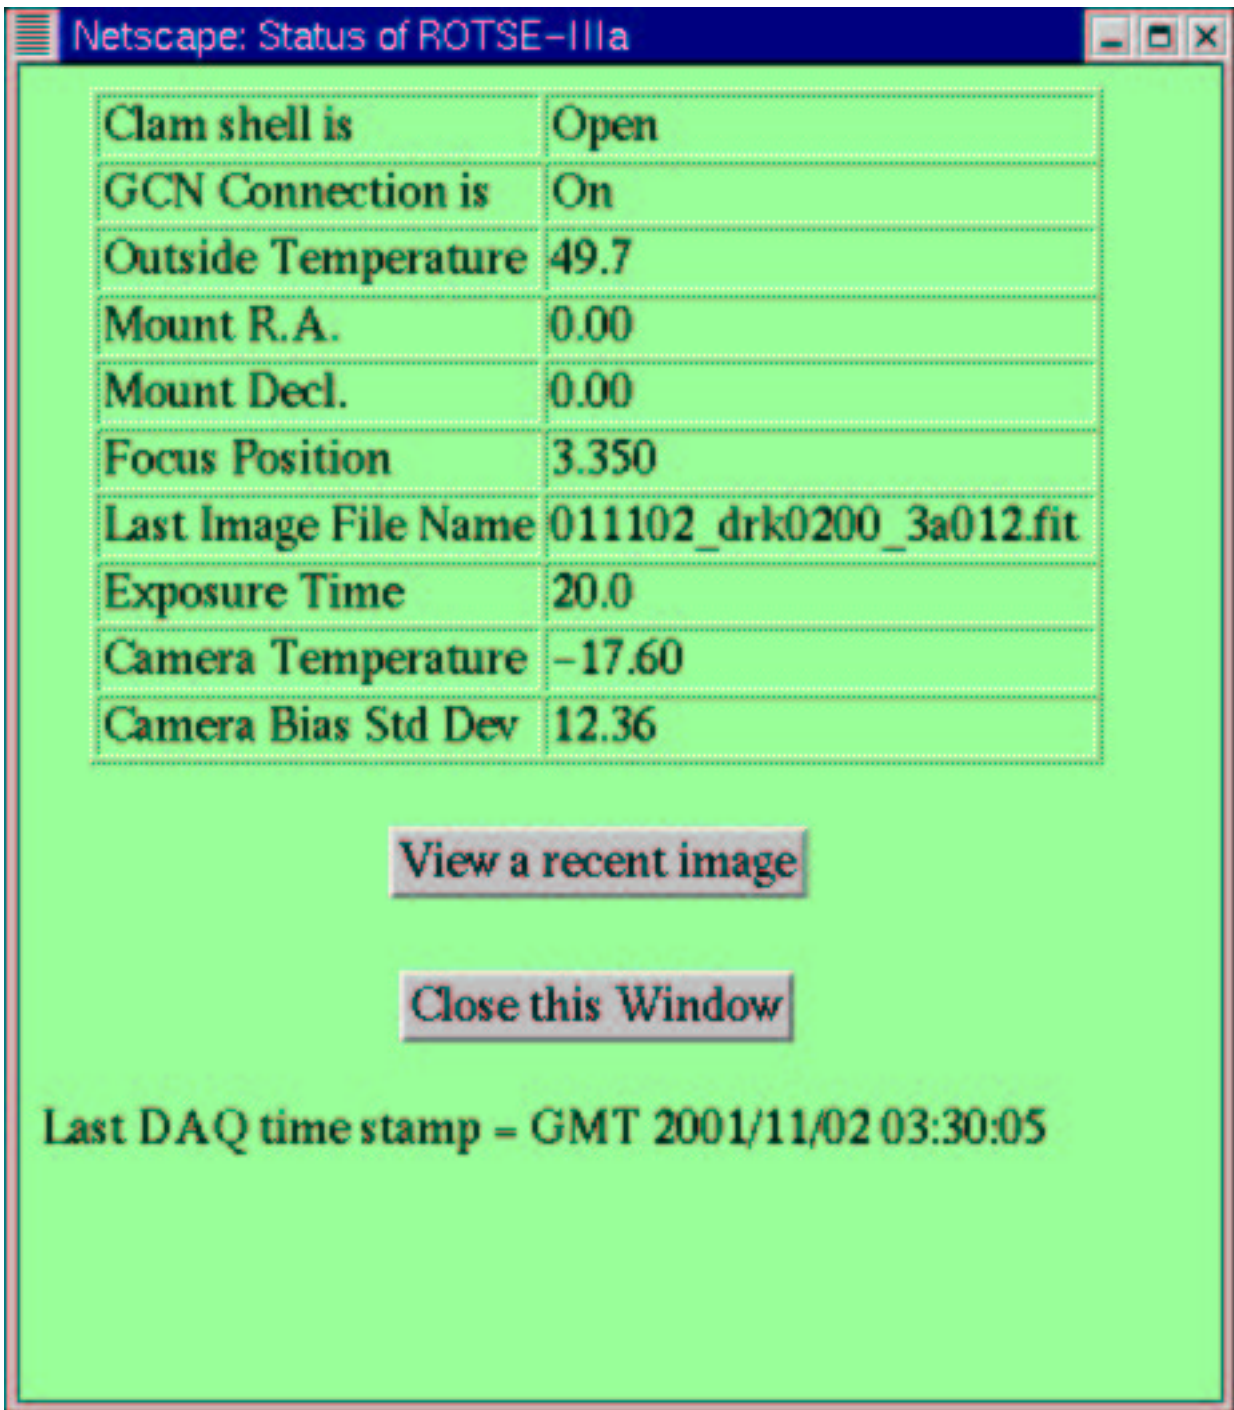 Netscape: Status of ROTSE-IIIa
Clam shell is Open
GCN Connection is On
Outside Temperature 49.7
Mount R.A. 0.00
Mount Decl. 0.00
Focus Position 3.350
Last Image File Name 011102_drk0200_3a012.fit
Exposure Time 20.0
Camera Temperature -17.60
Camera Bias Std Dev 12.36
View a recent image
Close this Window
Last DAQ time stamp = GMT 2001/11/02 03:30:05